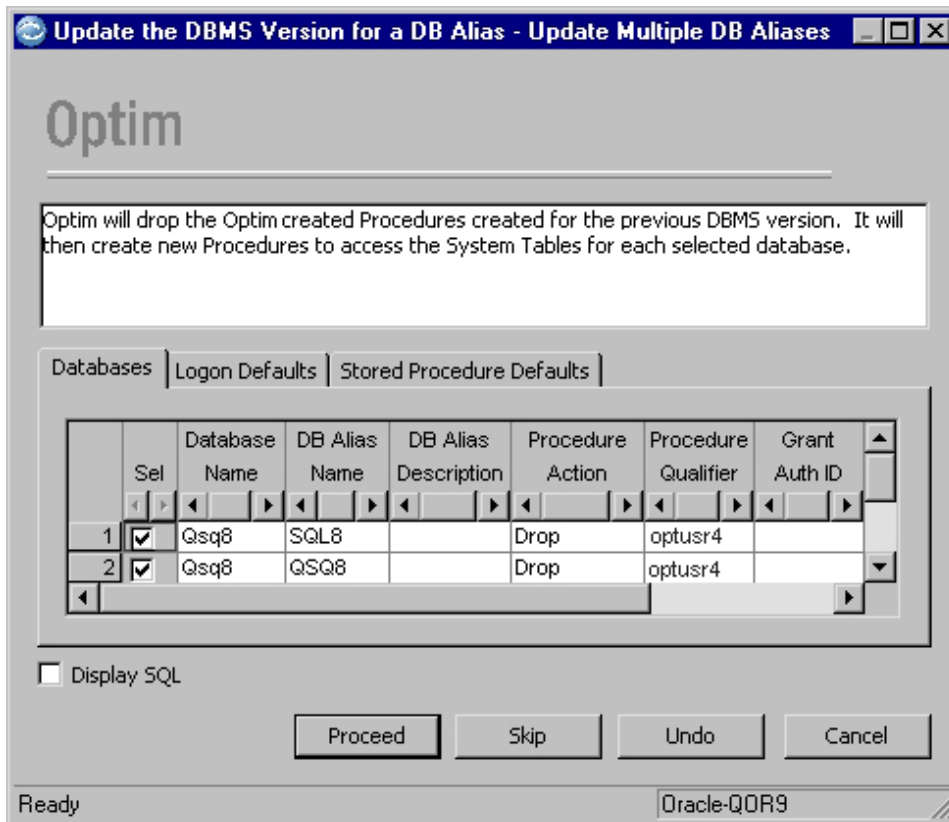 Update the DBMS Version for a DB Alias - Update Multiple DB Aliases
Optim
Optim will drop the Optim created Procedures created for the previous DBMS version.  It will
then create new Procedures to access the System Tables for each selected database.
Databases Logon Defaults Stored Procedure Defaults
Database DB Alias DB Alias Procedure Procedure Grant
Sel Name Name Description Action Qualifier Auth ID
1 Qsq8 SQL8 Drop optusr4
2 Qsq8 QSQ8 Drop optusr4
Display SQL
Proceed Skip Undo Cancel
Ready Oracle-QOR9